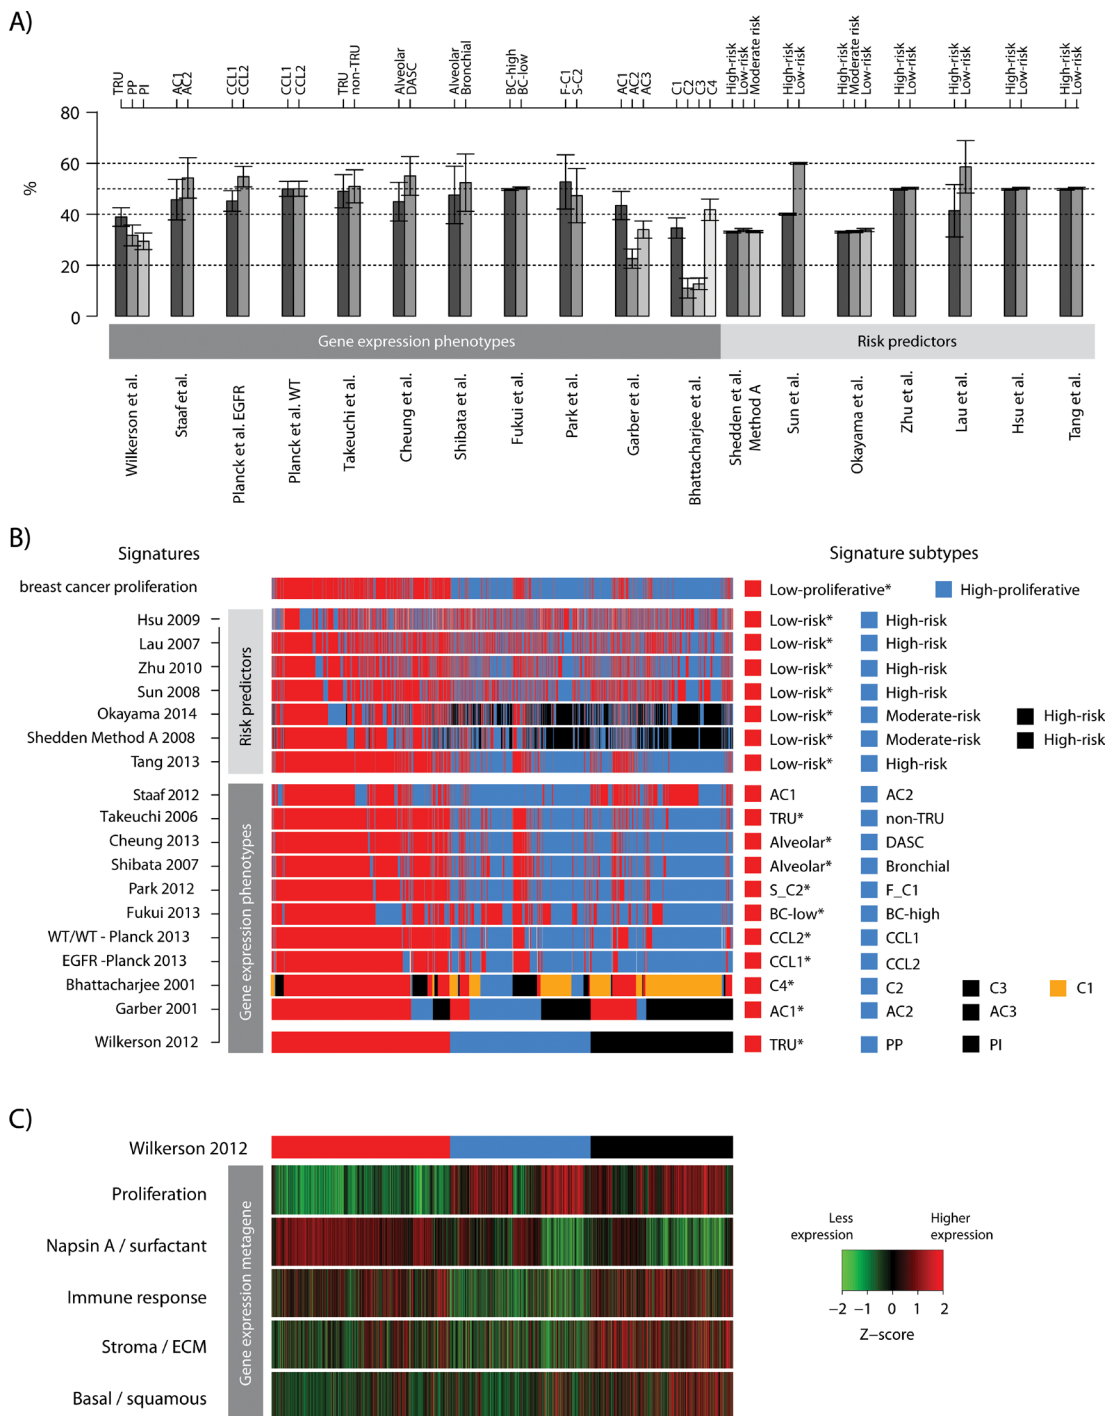 A)
TRU
PP
PI
AC1
AC2
CCL1
CCL2
CCL1
CCL2
TRU
non-TRU
Alveolar
DASC
Alveolar
Bronchial
BC-high
BC-low
F-C1
S-C2
AC1
AC2
AC3
C1
C2
C3
C4
High-risk
Low-risk
Moderate risk
High-risk
Low-risk
High-risk
Moderate risk
Low-risk
High-risk
Low-risk
High-risk
Low-risk
High-risk
Low-risk
High-risk
Low-risk
80
60
40
20
0
%
Gene expression phenotypes
Risk predictors
Wilkerson et al.
Staaf et al.
Planck et al. EGFR
Planck et al. WT
Takeuchi et al.
Cheung et al.
Shibata et al.
Fukui et al.
Park et al.
Garber et al.
Bhattacharjee et al.
Shedden et al.
Method A
Sun et al.
Okayama et al.
Zhu et al.
Lau et al.
Hsu et al.
Tang et al.
B)
Signatures
Signature subtypes
breast cancer proliferation
Low-proliferative*
High-proliferative
Risk predictors
Hsu 2009
Low-risk*
High-risk
Lau 2007
Low-risk*
High-risk
Zhu 2010
Low-risk*
High-risk
Sun 2008
Low-risk*
High-risk
Okayama 2014
Low-risk*
Moderate-risk
High-risk
Shedden Method A 2008
Low-risk*
Moderate-risk
High-risk
Tang 2013
Low-risk*
High-risk
Gene expression phenotypes
Staaf 2012
AC1
AC2
Takeuchi 2006
TRU*
non-TRU
Cheung 2013
Alveolar*
DASC
Shibata 2007
Alveolar*
Bronchial
Park 2012
S_C2*
F_C1
Fukui 2013
BC-low*
BC-high
WT/WT - Planck 2013
CCL2*
CCL1
EGFR -Planck 2013
CCL1*
CCL2
Bhattacharjee 2001
C4*
C2
C3
C1
Garber 2001
AC1*
AC2
AC3
Wilkerson 2012
TRU*
PP
PI
C)
Wilkerson 2012
Gene expression metagene
Proliferation
Napsin A / surfactant
Immune response
Stroma / ECM
Basal / squamous
Less
expression
Higher
expression
−2 −1 0 1 2
Z−score